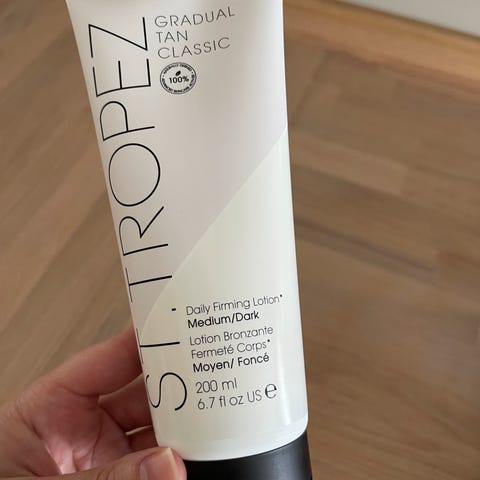 ST. TROPEZ
GRADUAL
TAN
CLASSIC
100%
Daily Firming Lotion*
Medium/Dark
Lotion Bronzante
Fermeté Corps*
Moyen/ Foncé
200 ml
6.7 fl oz US ℮